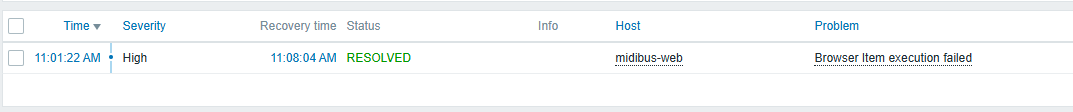 Time Severity Recovery time Status Info Host Problem
11:01:22 AM High 11:08:04 AM RESOLVED midibus-web Browser Item execution failed